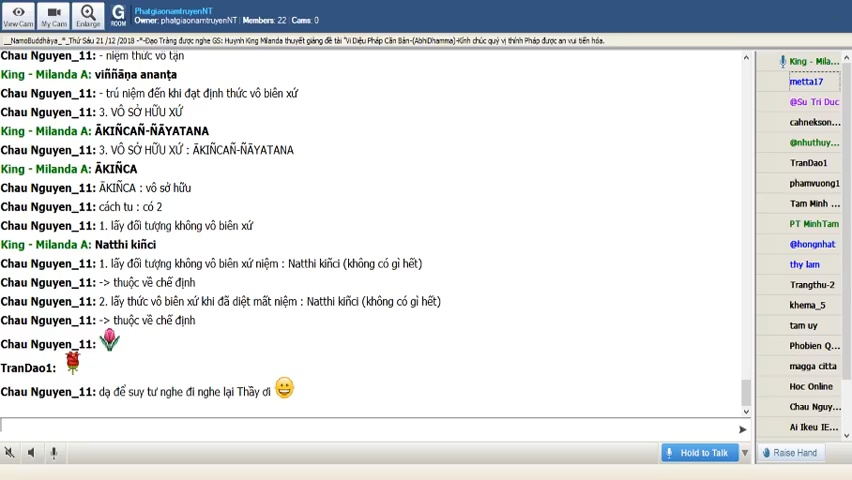 PhatgiaonamtruyenNT
Owner: phatgiaonamtruyenNT | Members: 22 | Cams: 0
View Cam
My Cam
Enlarge
G
ROOM
__NamoBuddhàya_*_Thứ Sáu 21 /12 /2018 -*-Đạo Tràng được nghe GS: Huynh King Milanda thuyết giảng đề tài "Vi Diệu Pháp Căn Bản-(AbhiDhamma)-Kính chúc quý vị thính Pháp được an vui tiến hóa.
Chau Nguyen_11: - niệm thức vô tận
King - Milanda A: viññāṇa ananṭa
Chau Nguyen_11: - trú niệm đến khi đạt định thức vô biên xứ
Chau Nguyen_11: 3. VÔ SỞ HỮU XỨ
King - Milanda A: ĀKIÑCAÑ-ÑĀYATANA
Chau Nguyen_11: 3. VÔ SỞ HỮU XỨ : ĀKIÑCAÑ-ÑĀYATANA
King - Milanda A: ĀKIÑCA
Chau Nguyen_11: ĀKIÑCA : vô sở hữu
Chau Nguyen_11: cách tu : có 2
Chau Nguyen_11: 1. lấy đối tượng không vô biên xứ
King - Milanda A: Natthi kiñci
Chau Nguyen_11: 1. lấy đối tượng không vô biên xứ niệm : Natthi kiñci (không có gì hết)
Chau Nguyen_11: -> thuộc về chế định
Chau Nguyen_11: 2. lấy thức vô biên xứ khi đã diệt mất niệm : Natthi kiñci (không có gì hết)
Chau Nguyen_11: -> thuộc về chế định
Chau Nguyen_11:
TranDao1:
Chau Nguyen_11: dạ để suy tư nghe đi nghe lại Thầy ơi
King - Mila...
metta17
@Su Tri Duc
cahnekson...
@nhuthuy...
TranDao1
phamvuong1
Tam Minh ...
PT MinhTam
@hongnhat
thy lam
Trangthu-2
khema_5
tam uy
Phobien Q...
magga citta
Hoc Online
Chau Nguy...
Ai Ikeu IE...
Hold to Talk
Raise Hand